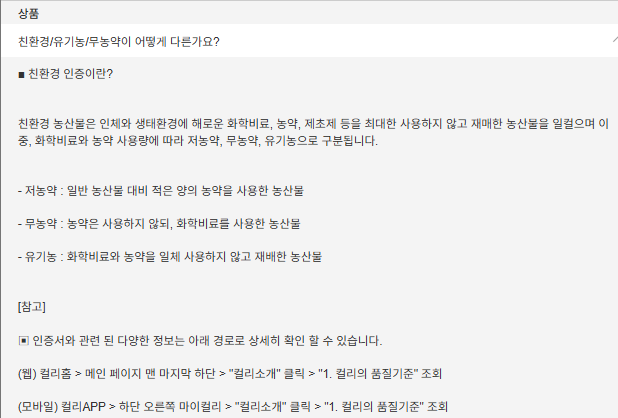 상품
친환경/유기농/무농약이 어떻게 다른가요?
■ 친환경 인증이란?
친환경 농산물은 인체와 생태환경에 해로운 화학비료, 농약, 제초제 등을 최대한 사용하지 않고 재매한 농산물을 일컬으며 이
중, 화학비료와 농약 사용량에 따라 저농약, 무농약, 유기농으로 구분됩니다.
- 저농약 : 일반 농산물 대비 적은 양의 농약을 사용한 농산물
- 무농약 : 농약은 사용하지 않되, 화학비료를 사용한 농산물
- 유기농 : 화학비료와 농약을 일체 사용하지 않고 재배한 농산물
[참고]
▣ 인증서와 관련 된 다양한 정보는 아래 경로로 상세히 확인 할 수 있습니다.
(웹) 컬리홈 > 메인 페이지 맨 마지막 하단 > "컬리소개" 클릭 > "1. 컬리의 품질기준" 조회
(모바일) 컬리APP > 하단 오른쪽 마이컬리 > "컬리소개" 클릭 > "1. 컬리의 품질기준" 조회